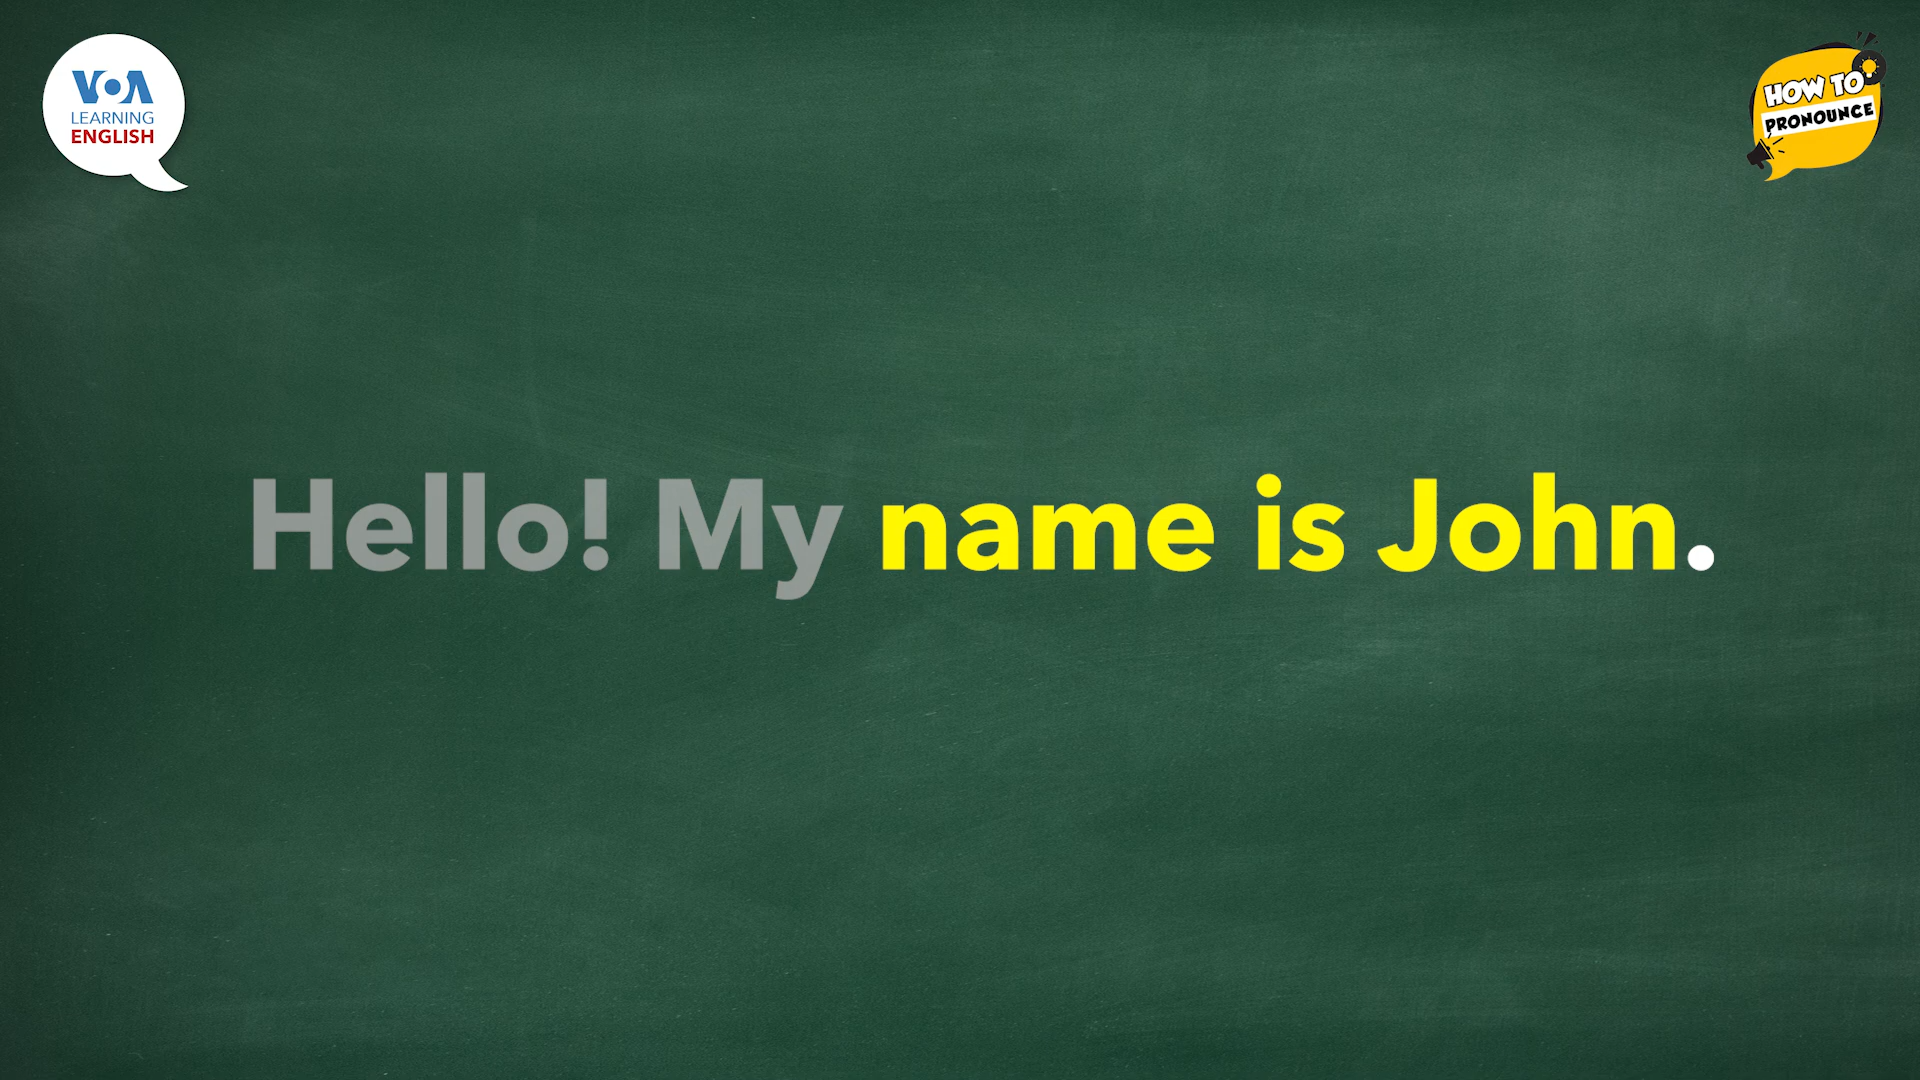 VOA
LEARNING
ENGLISH
HOW TO
PRONOUNCE
Hello! My name is John.